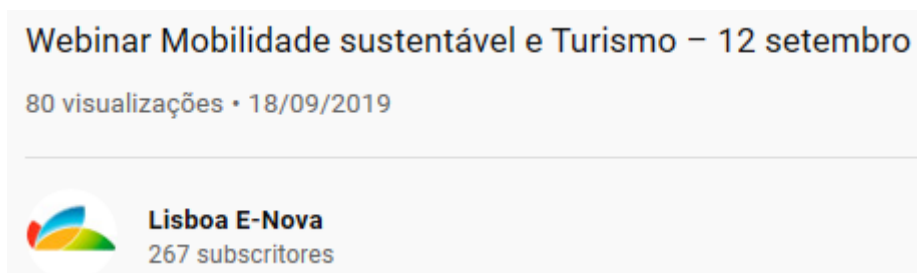 Webinar Mobilidade sustentável e Turismo – 12 setembro
80 visualizações • 18/09/2019
Lisboa E-Nova
267 subscritores